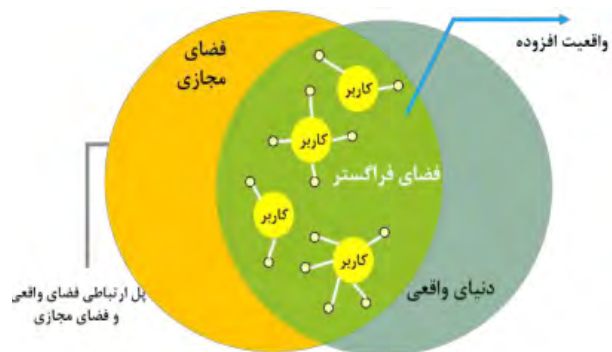 واقعیت افزوده
فضای
مجازی
کاربر
کاربر
فضای فراگستر
کاربر
کاربر
دنیای واقعی
پل ارتباطی فضای واقعی
و فضای مجازی